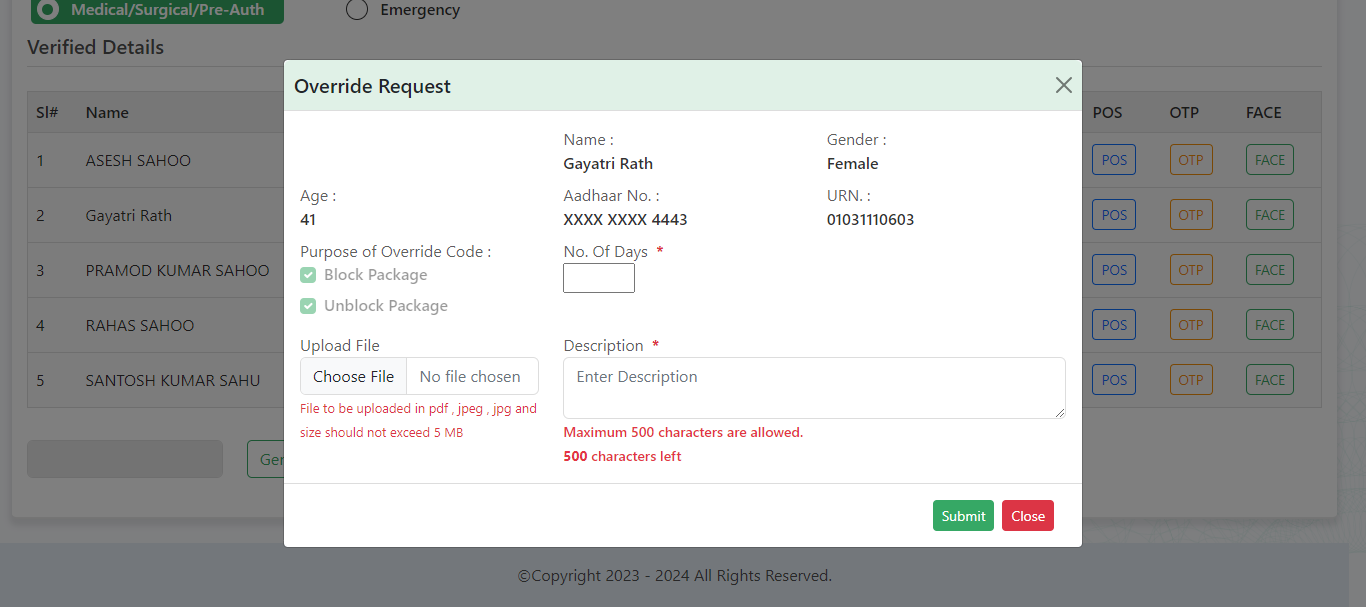 Medical/Surgical/Pre-Auth Emergency
Verified Details
Override Request
Sl# Name POS OTP FACE
Name :
Gayatri Rath
Gender :
Female
1 ASESH SAHOO POS OTP FACE
Age :
41
Aadhaar No. :
XXXX XXXX 4443
URN. :
01031110603
2 Gayatri Rath POS OTP FACE
Purpose of Override Code :
Block Package
Unblock Package
No. Of Days *
3 PRAMOD KUMAR SAHOO POS OTP FACE
4 RAHAS SAHOO POS OTP FACE
Upload File
Choose File No file chosen
File to be uploaded in pdf , jpeg , jpg and
size should not exceed 5 MB
Description *
Enter Description
Maximum 500 characters are allowed.
500 characters left
5 SANTOSH KUMAR SAHU POS OTP FACE
Submit Close
©Copyright 2023 - 2024 All Rights Reserved.